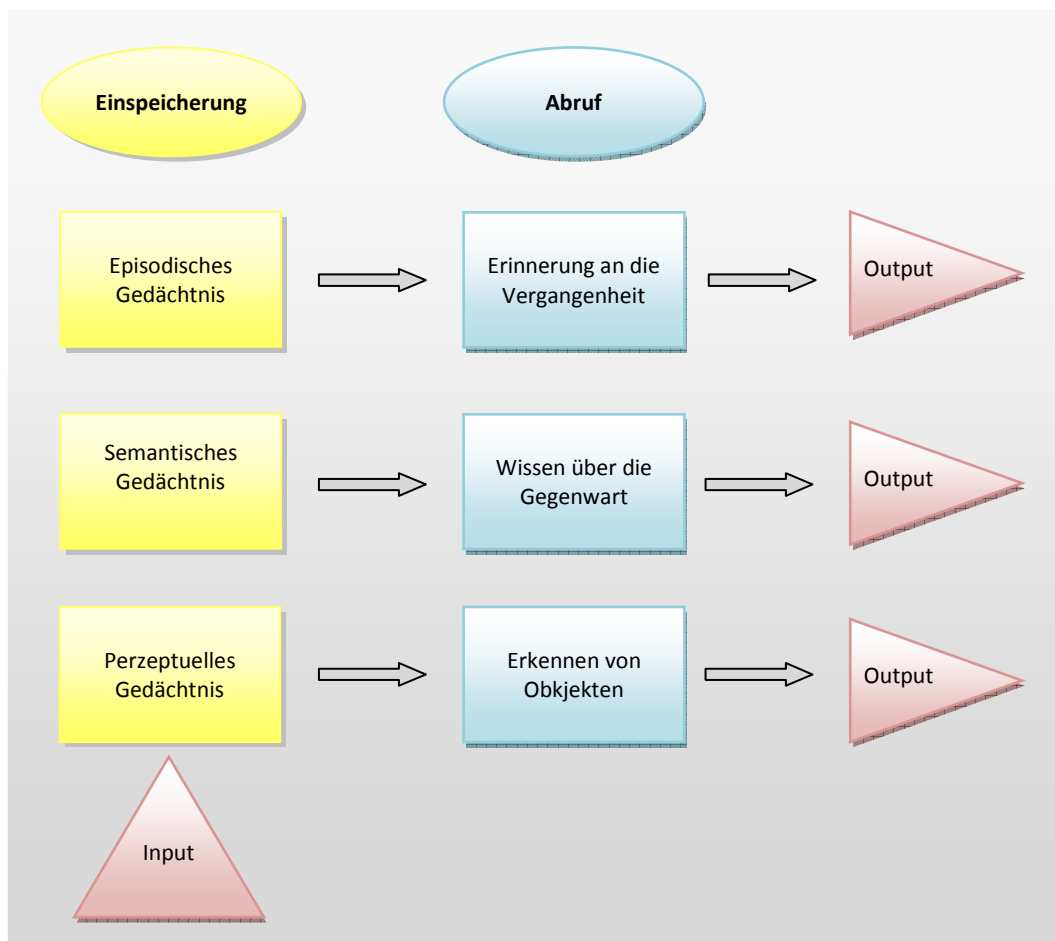 Einspeicherung
Abruf
Episodisches
Gedächtnis
Erinnerung an die
Vergangenheit
Output
Semantisches
Gedächtnis
Wissen über die
Gegenwart
Output
Perzeptuelles
Gedächtnis
Erkennen von
Obkjekten
Output
Input